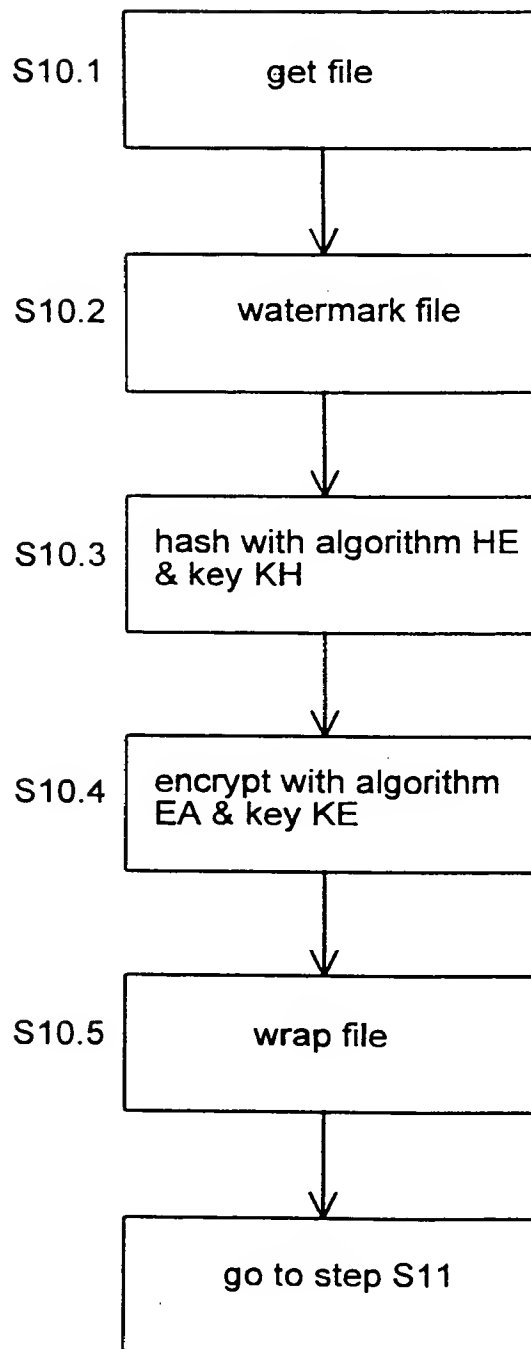 S10.1
get file
S10.2
watermark file
S10.3
hash with algorithm HE
& key KH
S10.4
encrypt with algorithm
EA & key KE
S10.5
wrap file
go to step S11